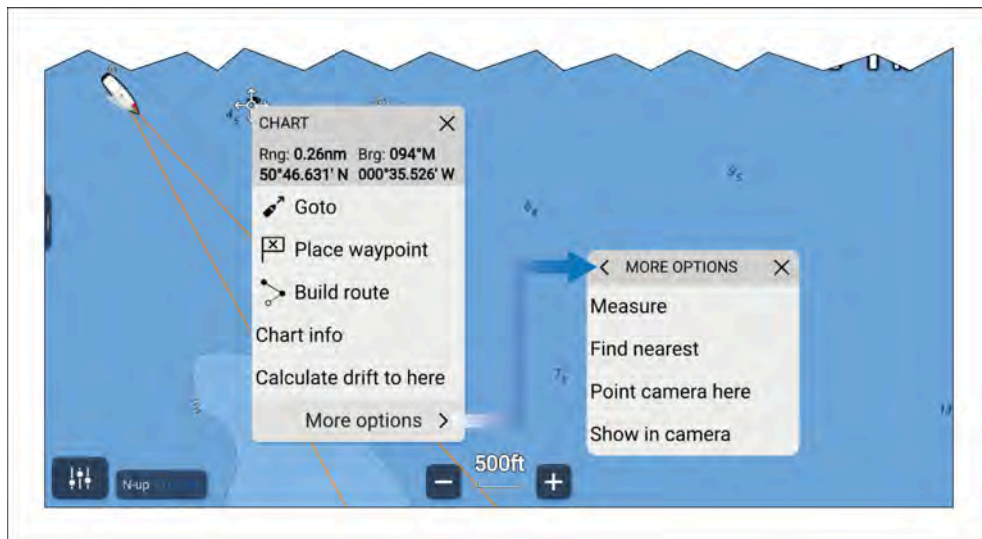 CHART
Rng: 0.26nm Brg: 094°M
50°46.631' N 000°35.526' W
Goto
Place waypoint
Build route
Chart info
Calculate drift to here
More options
MORE OPTIONS
Measure
Find nearest
Point camera here
Show in camera
500ft
N-up